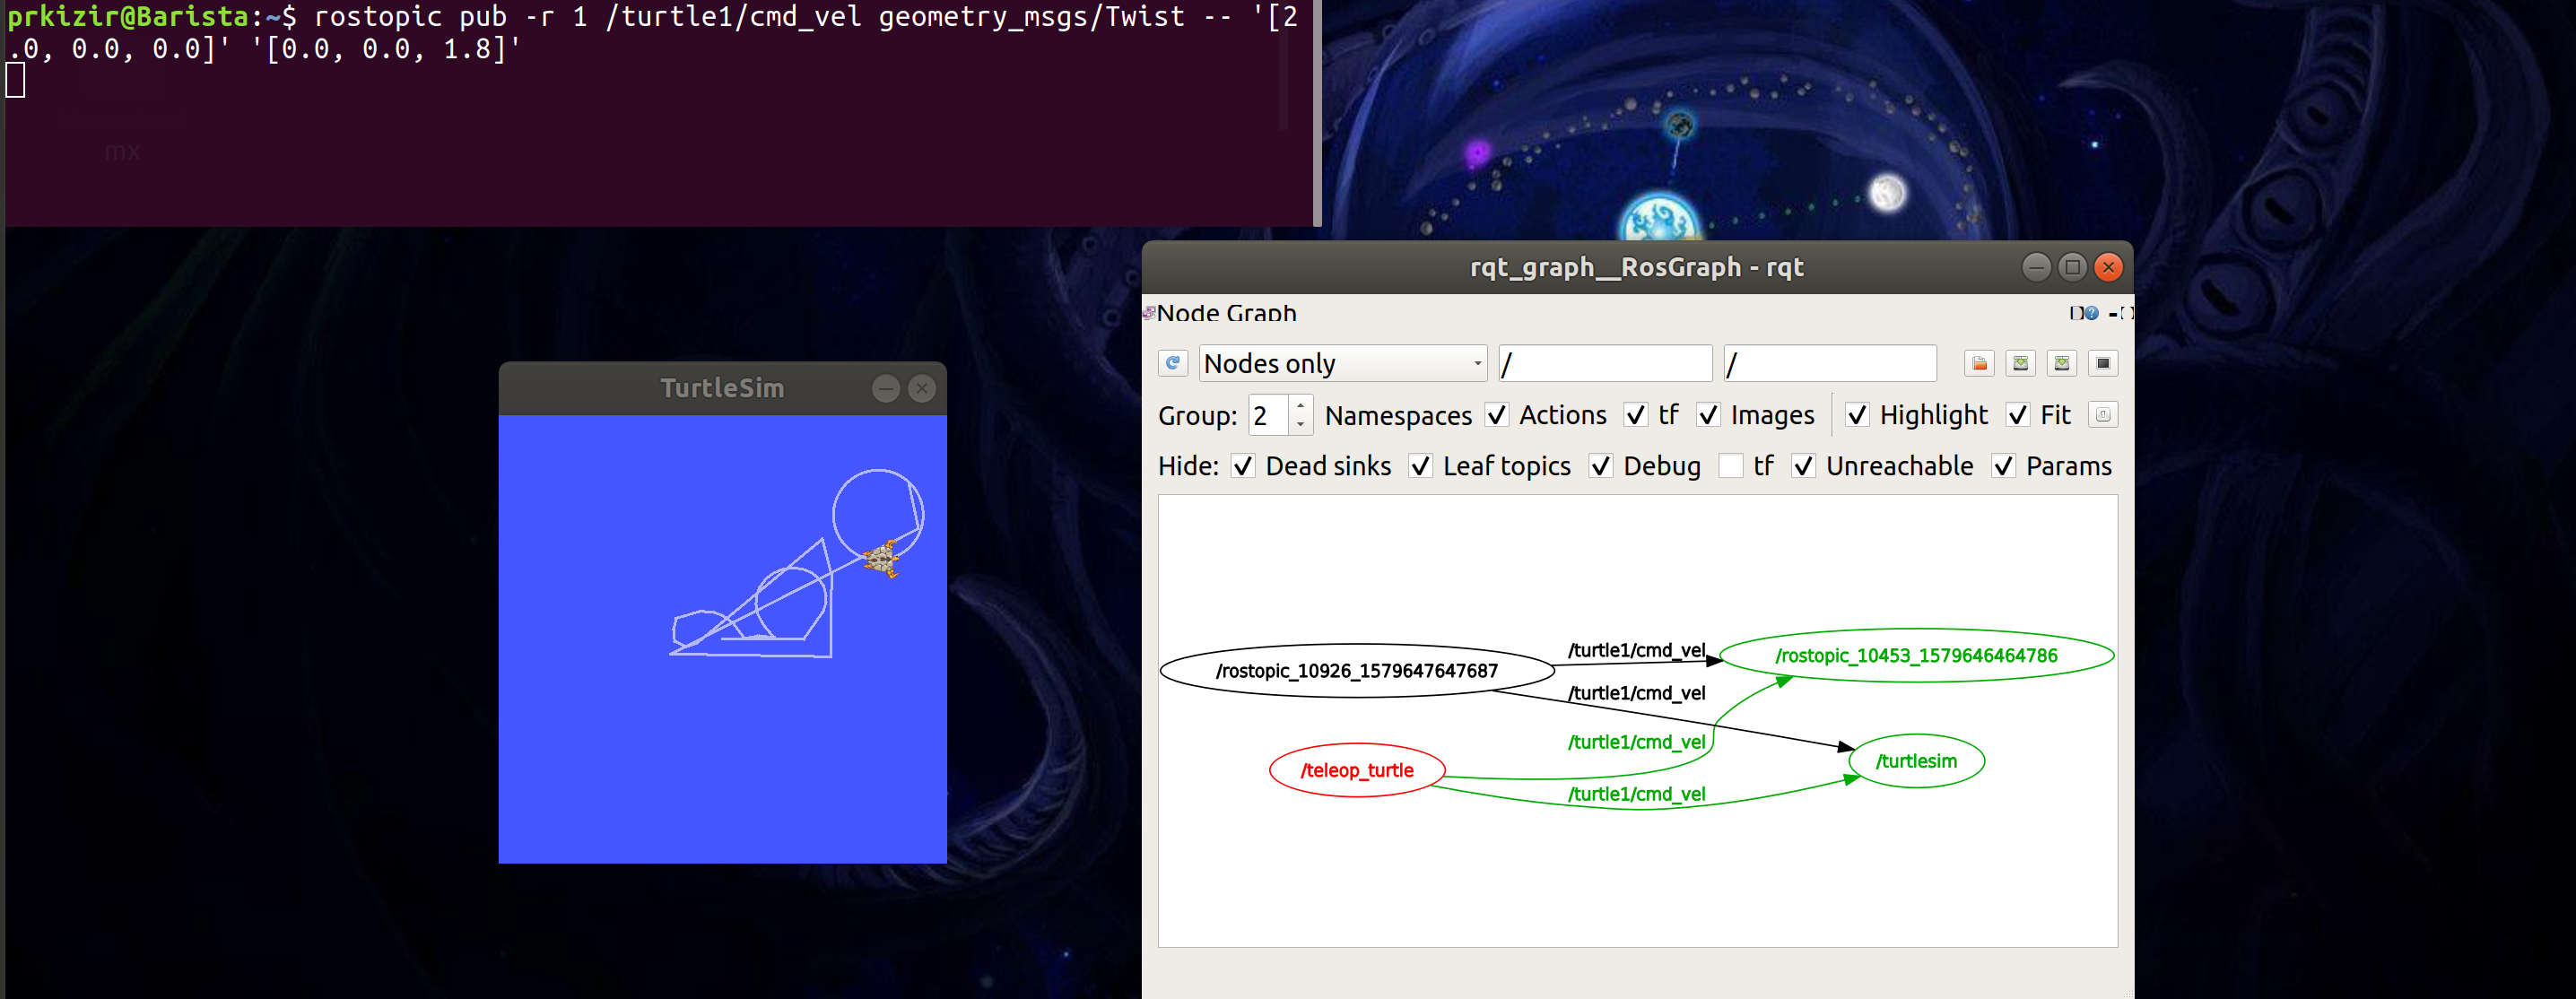 prkizir@Barista:~$ rostopic pub -r 1 /turtle1/cmd_vel geometry_msgs/Twist -- '[2
.0, 0.0, 0.0]' '[0.0, 0.0, 1.8]'
mx
rqt_graph__RosGraph - rqt
Node Graph
Nodes only / /
Group: 2 Namespaces Actions tf Images Highlight Fit
Hide: Dead sinks Leaf topics Debug tf Unreachable Params
TurtleSim
/turtle1/cmd_vel
/rostopic_10926_1579647647687
/rostopic_10453_1579646464786
/turtle1/cmd_vel
/turtle1/cmd_vel
/teleop_turtle
/turtlesim
/turtle1/cmd_vel